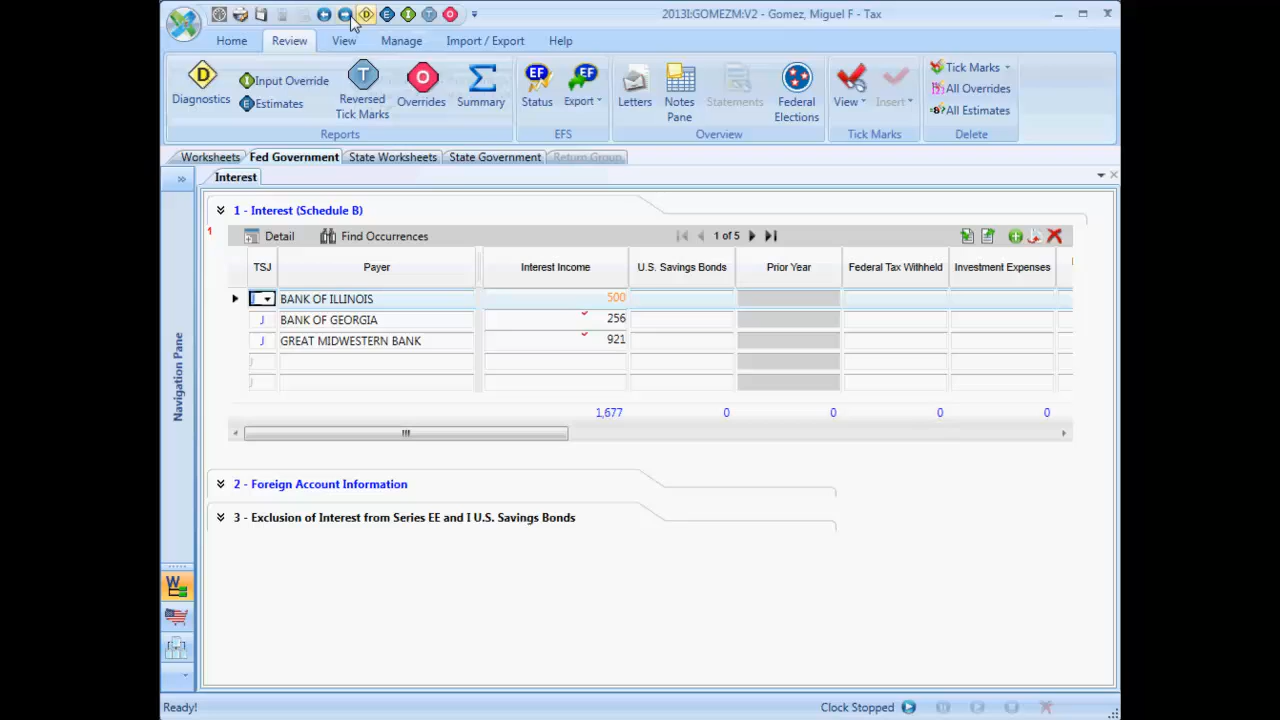 2013I:GOMEZM:V2 - Gomez, Miguel F - Tax
D E I T O
Home Review View Manage Import / Export Help
D Diagnostics
I Input Override
E Estimates
T Reversed Tick Marks
O Overrides
Σ Summary
Reports
EF Status
EF Export
EFS
Letters
Notes Pane
Statements
Federal Elections
Overview
View
Insert
Tick Marks
Tick Marks
All Overrides
All Estimates
Delete
Worksheets Fed Government State Worksheets State Government Return Group
Navigation Pane
Interest
1 - Interest (Schedule B)
1
Detail Find Occurrences 1 of 5
TSJ Payer Interest Income U.S. Savings Bonds Prior Year Federal Tax Withheld Investment Expenses
J BANK OF ILLINOIS 500
J BANK OF GEORGIA 256
J GREAT MIDWESTERN BANK 921
J
J
1,677 0 0 0 0
2 - Foreign Account Information
3 - Exclusion of Interest from Series EE and I U.S. Savings Bonds
W
Ready! Clock Stopped